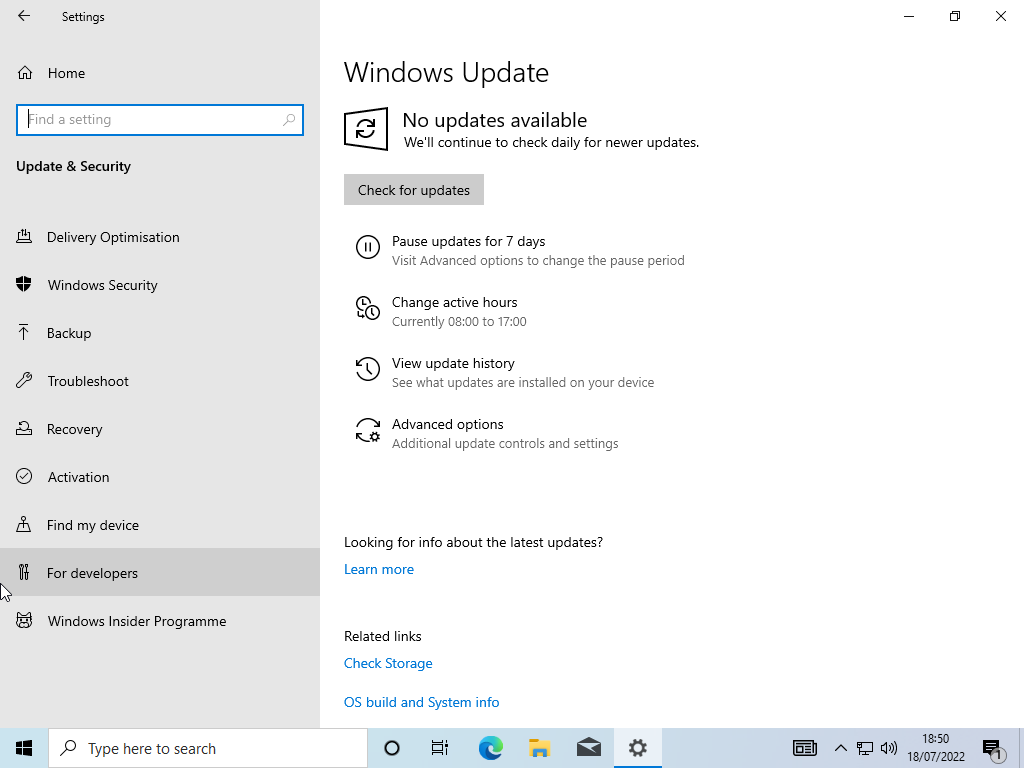 Settings
Home
Find a setting
Update & Security
Delivery Optimisation
Windows Security
Backup
Troubleshoot
Recovery
Activation
Find my device
For developers
Windows Insider Programme
Windows Update
No updates available
We'll continue to check daily for newer updates.
Check for updates
Pause updates for 7 days
Visit Advanced options to change the pause period
Change active hours
Currently 08:00 to 17:00
View update history
See what updates are installed on your device
Advanced options
Additional update controls and settings
Looking for info about the latest updates?
Learn more
Related links
Check Storage
OS build and System info
Type here to search
18:50
18/07/2022
1